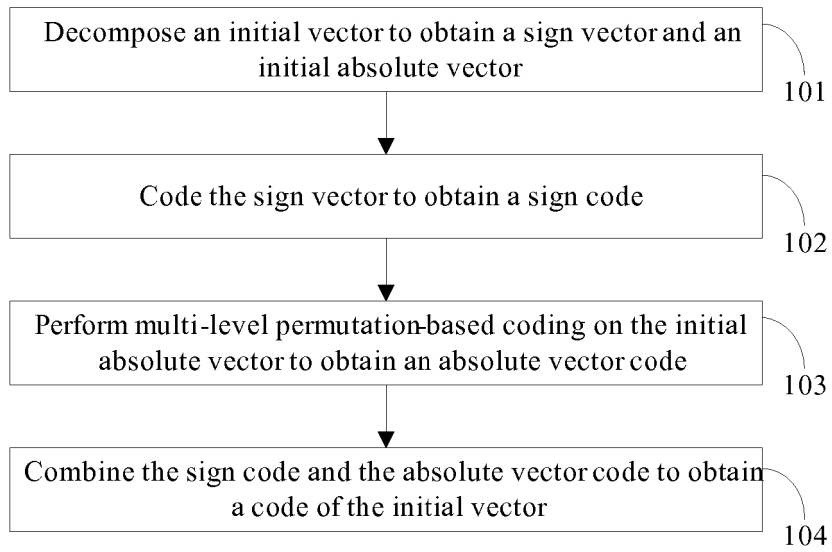 Decompose an initial vector to obtain a sign vector and an
initial absolute vector
101
Code the sign vector to obtain a sign code
102
Perform multi-level permutation-based coding on the initial
absolute vector to obtain an absolute vector code
103
Combine the sign code and the absolute vector code to obtain
a code of the initial vector
104